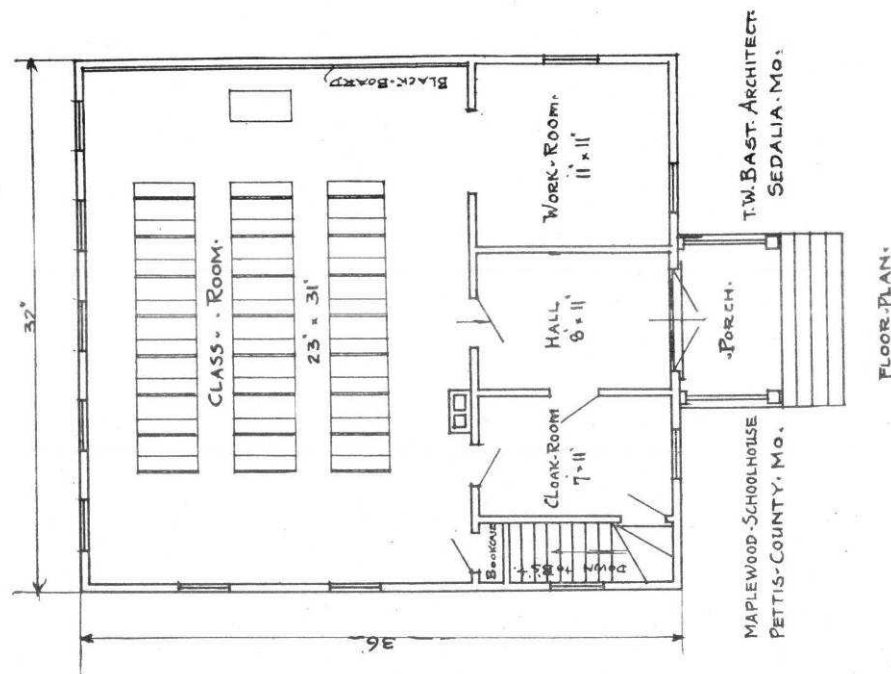 32'
36
BLACK-BOARD
CLASS - ROOM.
23' × 31'
WORK-ROOM.
11' × 11'
HALL
8' × 11'
CLOAK-ROOM
7' × 11'
BOOKCASE
DOWN TO B'S'T.
PORCH.
T.W. BAST. ARCHITECT.
SEDALIA. MO.
MAPLEWOOD-SCHOOLHOUSE
PETTIS-COUNTY. MO.
FLOOR-PLAN.